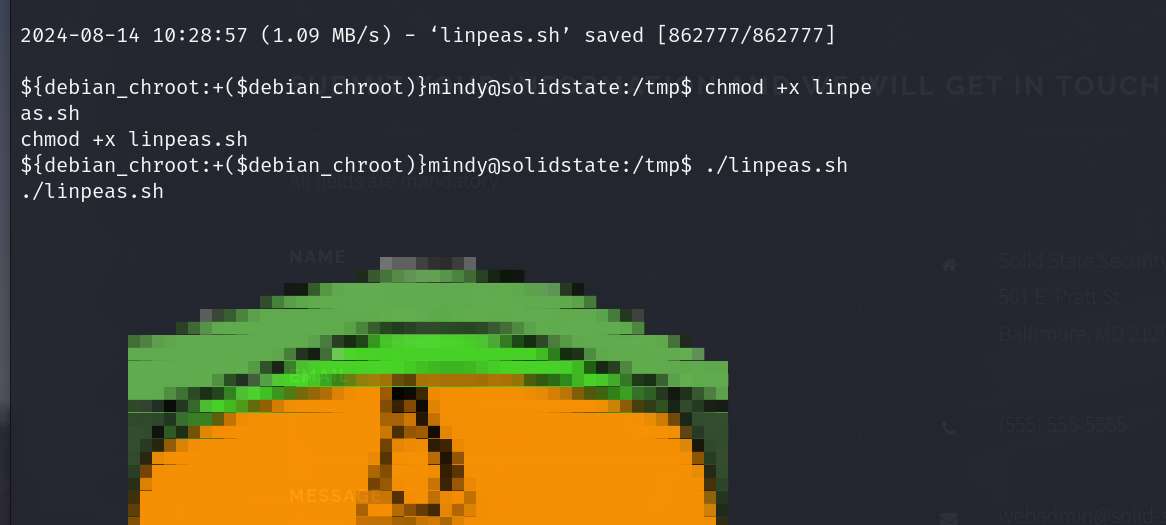 2024-08-14 10:28:57 (1.09 MB/s) - ‘linpeas.sh’ saved [862777/862777]
${debian_chroot:+($debian_chroot)}mindy@solidstate:/tmp$ chmod +x linpe
as.sh
chmod +x linpeas.sh
${debian_chroot:+($debian_chroot)}mindy@solidstate:/tmp$ ./linpeas.sh
./linpeas.sh
WILL GET IN TOUCH
All fields are mandatory
NAME
Solid State Securit
501 E. Pratt St
Baltimore, MD 2120
EMAIL
(555) 555-5555
MESSAGE
webadmin@solid-